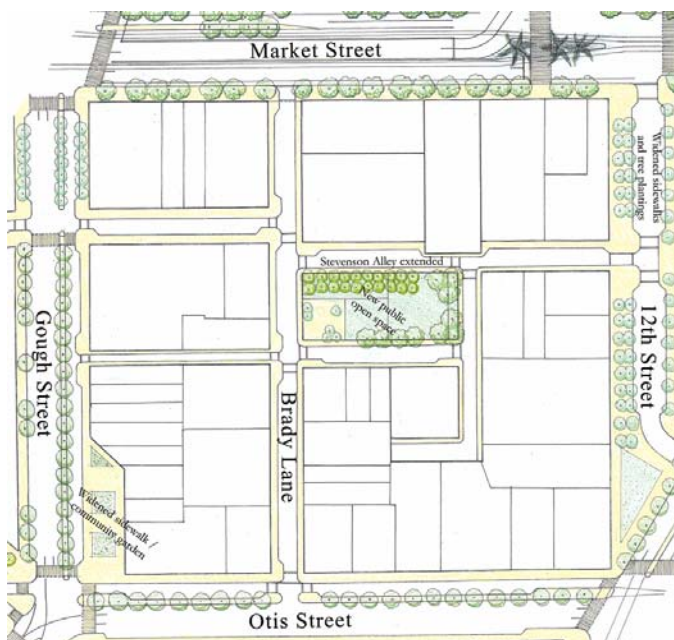 Market Street
Widened sidewalks
and tree plantings
Stevenson Alley extended
New public
open space
Gough Street
12th Street
Brady Lane
Widened sidewalk /
community garden
Otis Street